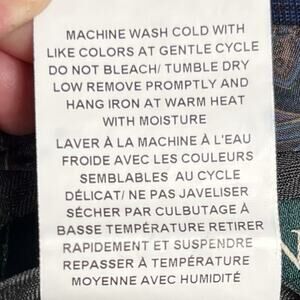 MACHINE WASH COLD WITH
LIKE COLORS AT GENTLE CYCLE
DO NOT BLEACH/ TUMBLE DRY
LOW REMOVE PROMPTLY AND
HANG IRON AT WARM HEAT
WITH MOISTURE
LAVER À LA MACHINE À L'EAU
FROIDE AVEC LES COULEURS
SEMBLABLES AU CYCLE
DÉLICAT/ NE PAS JAVELISER
SÉCHER PAR CULBUTAGE À
BASSE TEMPÉRATURE RETIRER
RAPIDEMENT ET SUSPENDRE
REPASSER À TEMPÉRATURE
MOYENNE AVEC HUMIDITÉ